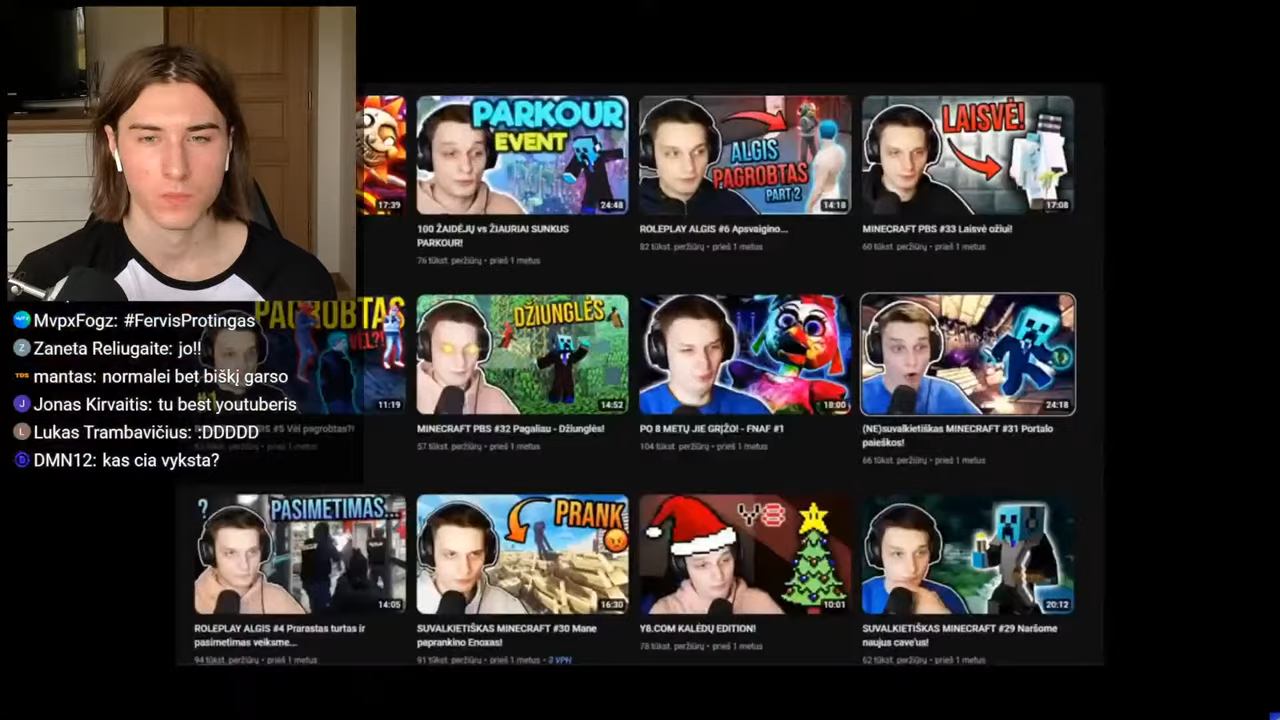 17:39
PARKOUR
EVENT
24:48
100 ŽAIDĖJŲ vs ŽIAURIAI SUNKUS
PARKOUR!
76 tūkst. peržiūrų • prieš 1 metus
ALGIS
PAGROBTAS
PART 2
14:18
ROLEPLAY ALGIS #6 Apsvaigino...
82 tūkst. peržiūrų • prieš 1 metus
LAISVĖ!
17:08
MINECRAFT PBS #33 Laisvė ožiui!
60 tūkst. peržiūrų • prieš 1 metus
MvpxFogz: #FervisProtingas
Zaneta Reliugaite: jo!!
mantas: normalei bet biškį garso
Jonas Kirvaitis: tu best youtuberis
Lukas Trambavičius: :DDDDD
DMN12: kas cia vyksta?
PAGROBTAS
VĖL?!
11:19
#5 Vėl pagrobtas?!
DŽIUNGLĖS
14:52
MINECRAFT PBS #32 Pagaliau - Džiunglės!
57 tūkst. peržiūrų • prieš 1 metus
18:00
PO 8 METŲ JIE GRĮŽO! - FNAF #1
104 tūkst. peržiūrų • prieš 1 metus
24:18
(NE)suvalkietiškas MINECRAFT #31 Portalo
paieškos!
66 tūkst. peržiūrų • prieš 1 metus
?
PASIMETIMAS...
14:05
ROLEPLAY ALGIS #4 Prarastas turtas ir
pasimetimas veiksme...
94 tūkst. peržiūrų • prieš 1 metus
PRANK
16:30
SUVALKIETIŠKAS MINECRAFT #30 Mane
paprankino Enoxas!
91 tūkst. peržiūrų • prieš 1 metus • 2 VPH
Y8
10:01
Y8.COM KALĖDŲ EDITION!
78 tūkst. peržiūrų • prieš 1 metus
20:12
SUVALKIETIŠKAS MINECRAFT #29 Naršome
naujus cave'us!
62 tūkst. peržiūrų • prieš 1 metus